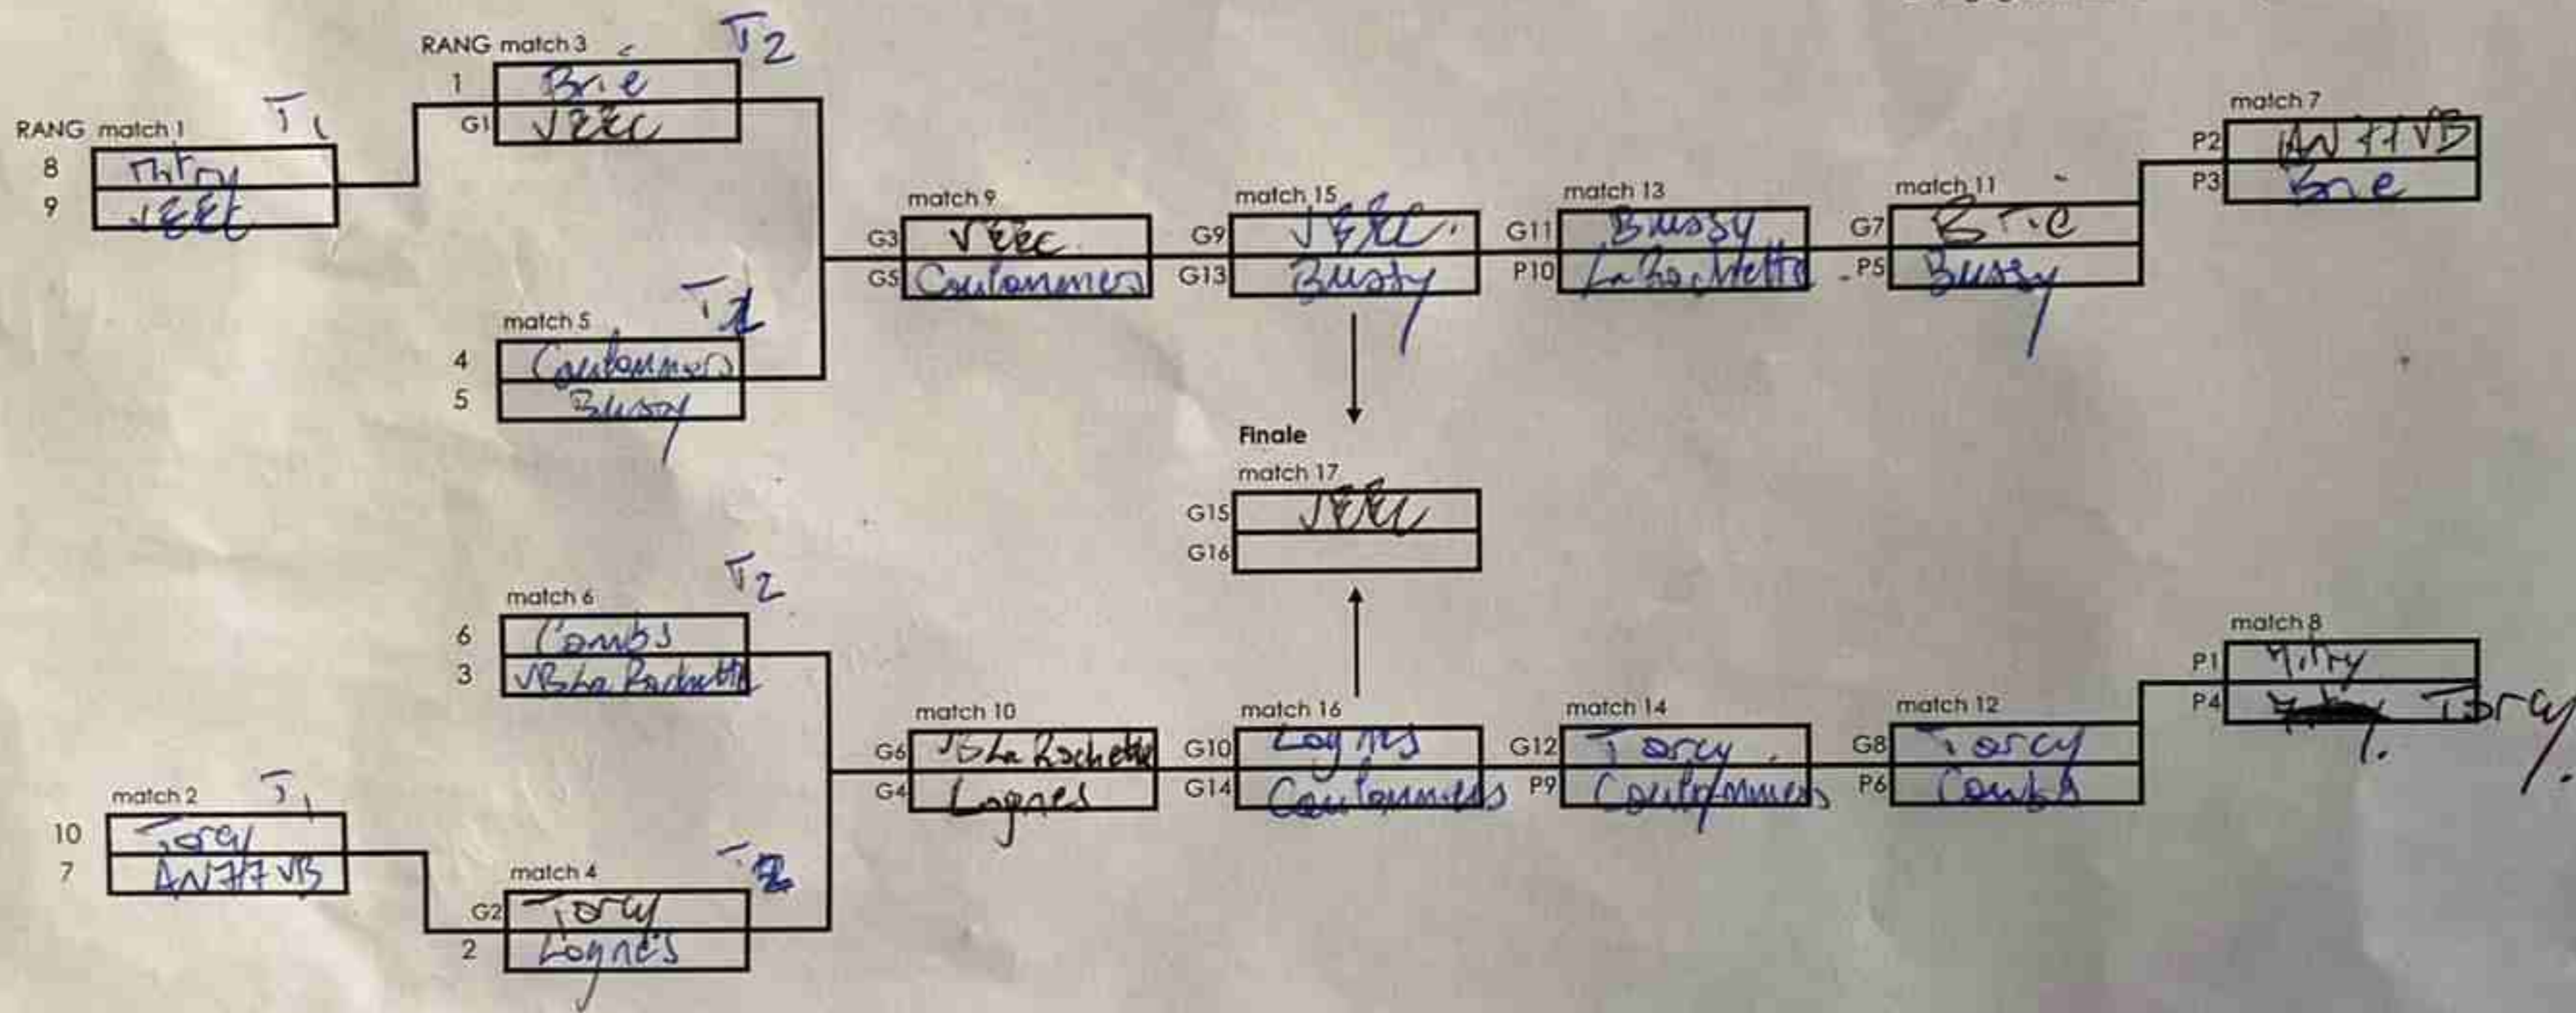 RANG match 3 T2
1 Brie
G1 VEEC
RANG match 1 T1
8 Mitry
9 VEEC
match 5
4 Coulommiers
5 Bussy
match 9
G3 VEEC
G5 Coulommiers
match 15
G9 VEEC
G13 Bussy
match 13
G11 Bussy
P10 La Rochette
match 11
G7 Brie
P5 Bussy
match 7
P2 AN 77 VB
P3 Brie
Finale
match 17
G15 VEEC
G16
match 6 T2
6 Combs
3 VB La Rochette
match 2 T1
10 Torcy
7 AN77 VB
match 4
G2 Torcy
2 Lognes
match 10
G6 VB La Rochette
G4 Lognes
match 16
G10 Lognes
G14 Coulommiers
match 14
G12 Torcy
P9 Coulommiers
match 12
G8 Torcy
P6 Combs
match 8
P1 Mitry
P4 Torcy